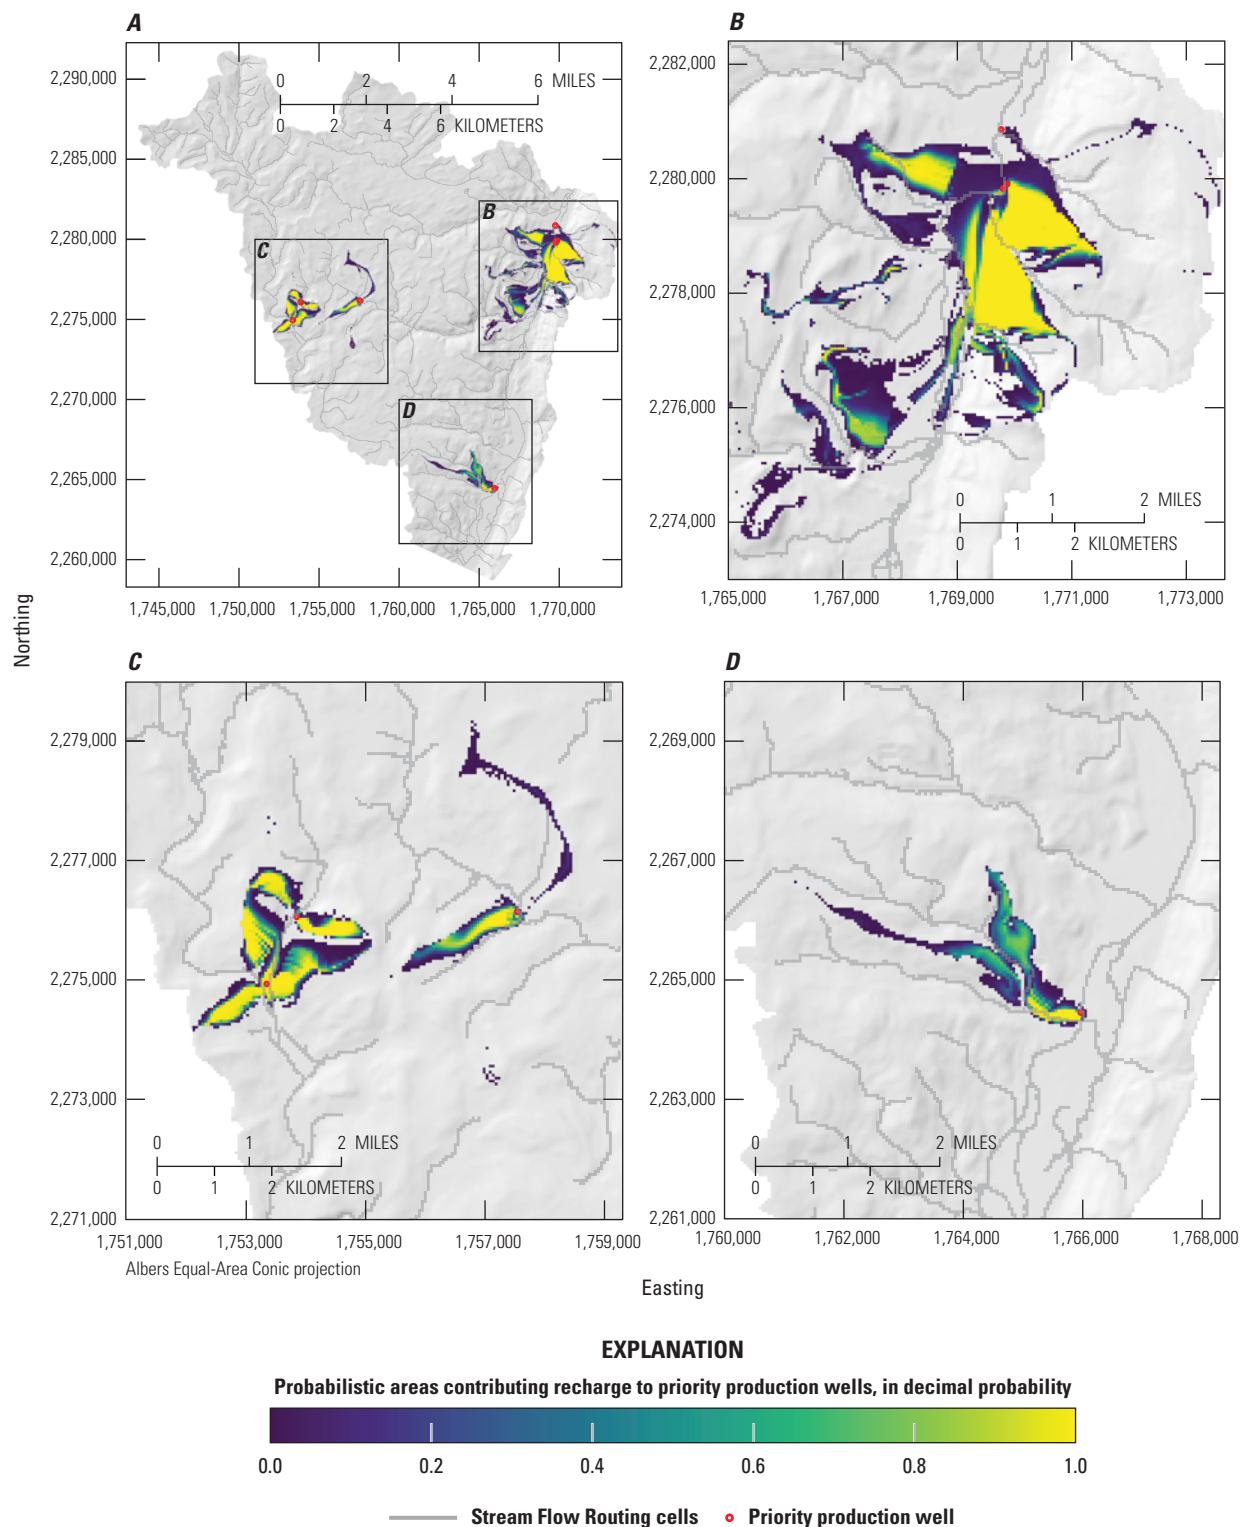 A
2,290,000
2,285,000
2,280,000
2,275,000
2,270,000
2,265,000
2,260,000
0 2 4 6 MILES
0 2 4 6 KILOMETERS
B
C
D
1,745,000 1,750,000 1,755,000 1,760,000 1,765,000 1,770,000
B
2,282,000
2,280,000
2,278,000
2,276,000
2,274,000
0 1 2 MILES
0 1 2 KILOMETERS
1,765,000 1,767,000 1,769,000 1,771,000 1,773,000
Northing
C
2,279,000
2,277,000
2,275,000
2,273,000
2,271,000
0 1 2 MILES
0 1 2 KILOMETERS
1,751,000 1,753,000 1,755,000 1,757,000 1,759,000
Albers Equal-Area Conic projection
D
2,269,000
2,267,000
2,265,000
2,263,000
2,261,000
0 1 2 MILES
0 1 2 KILOMETERS
1,760,000 1,762,000 1,764,000 1,766,000 1,768,000
Easting
EXPLANATION
Probabilistic areas contributing recharge to priority production wells, in decimal probability
0.0 0.2 0.4 0.6 0.8 1.0
Stream Flow Routing cells
Priority production well